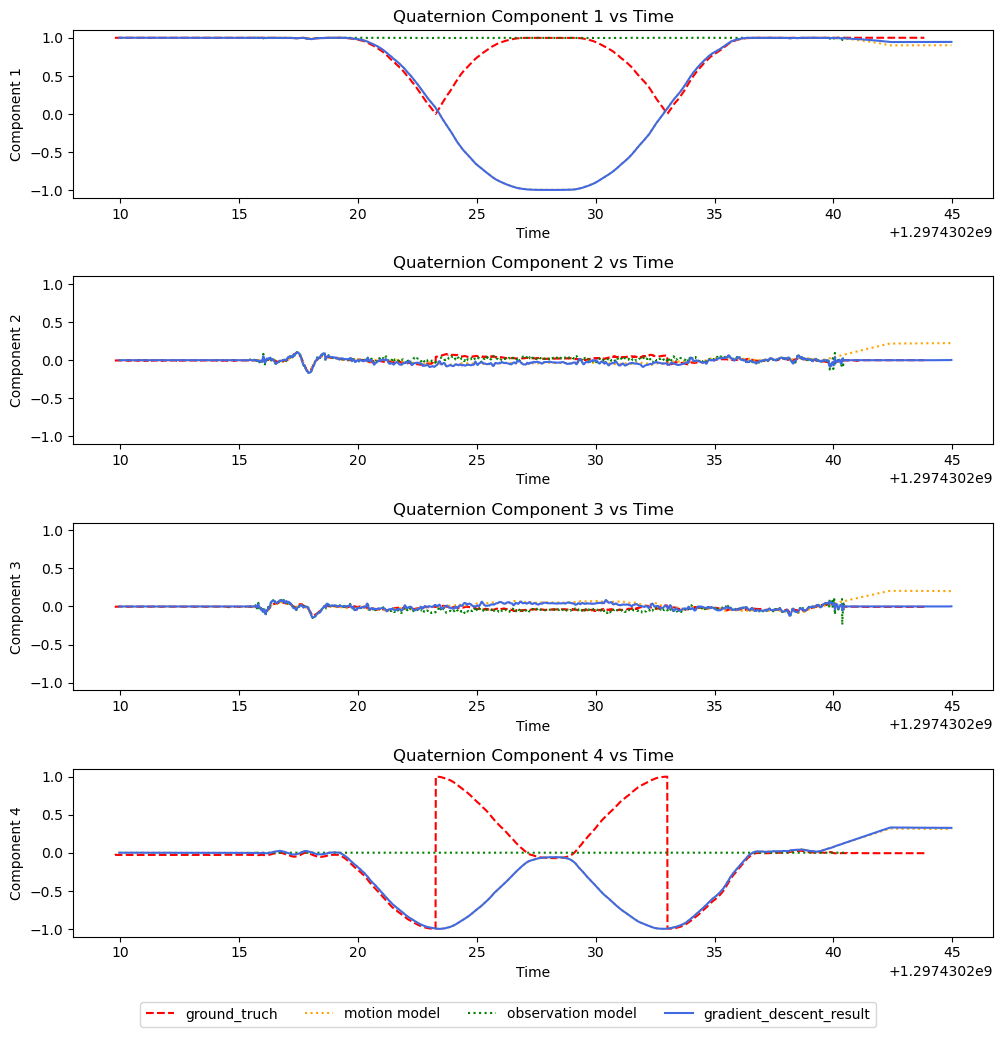 Quaternion Component 1 vs Time
1.0
0.5
0.0
−0.5
−1.0
Component 1
10 15 20 25 30 35 40 45
Time
+1.2974302e9
Quaternion Component 2 vs Time
1.0
0.5
0.0
−0.5
−1.0
Component 2
10 15 20 25 30 35 40 45
Time
+1.2974302e9
Quaternion Component 3 vs Time
1.0
0.5
0.0
−0.5
−1.0
Component 3
10 15 20 25 30 35 40 45
Time
+1.2974302e9
Quaternion Component 4 vs Time
1.0
0.5
0.0
−0.5
−1.0
Component 4
10 15 20 25 30 35 40 45
Time
+1.2974302e9
ground_truch motion model observation model gradient_descent_result